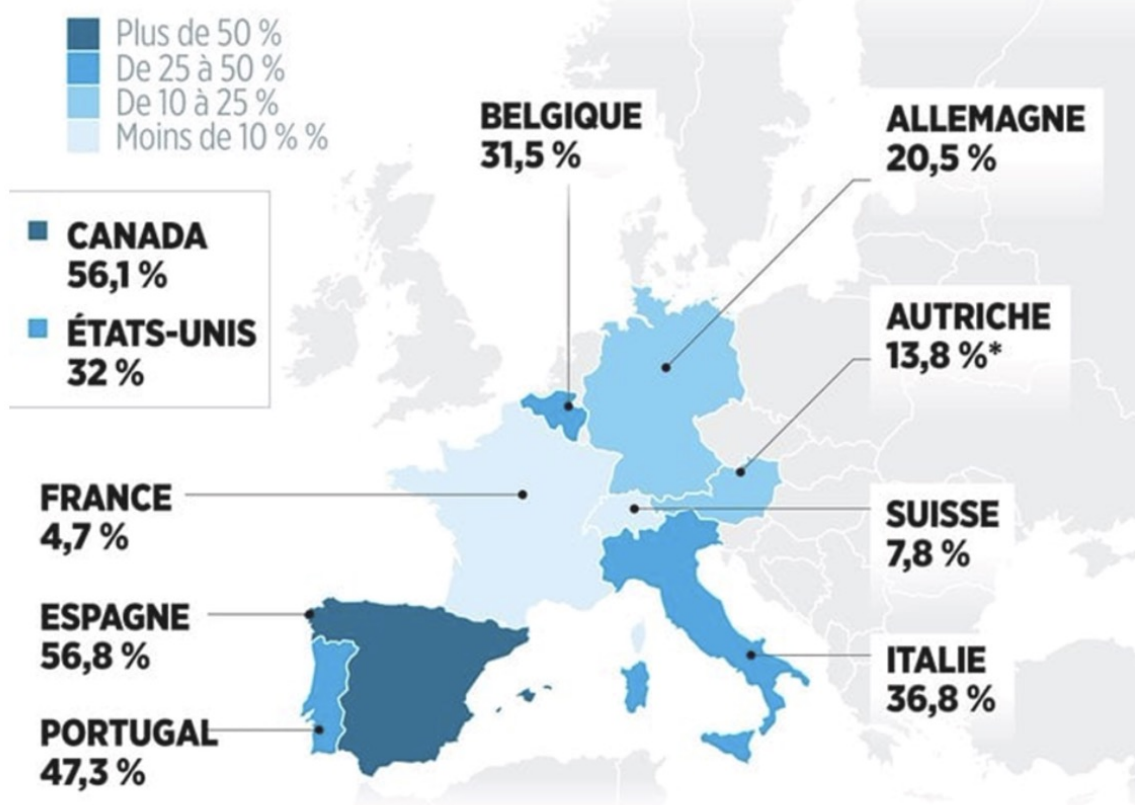 Plus de 50 %
De 25 à 50 %
De 10 à 25 %
Moins de 10 % %
CANADA
56,1 %
ÉTATS-UNIS
32 %
BELGIQUE
31,5 %
ALLEMAGNE
20,5 %
AUTRICHE
13,8 %*
FRANCE
4,7 %
SUISSE
7,8 %
ESPAGNE
56,8 %
ITALIE
36,8 %
PORTUGAL
47,3 %